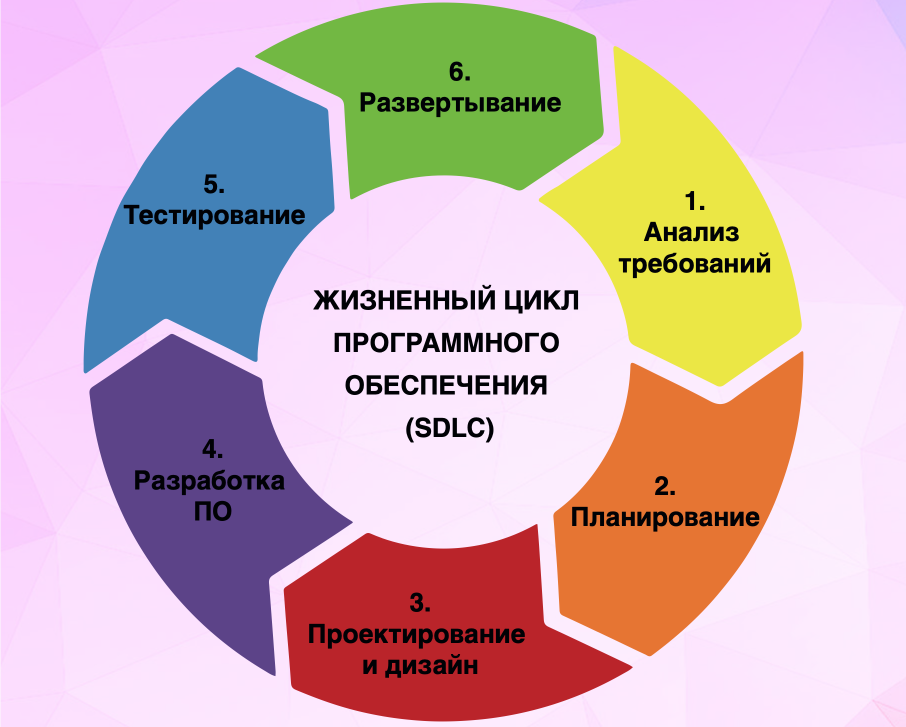 ЖИЗНЕННЫЙ ЦИКЛ
ПРОГРАММНОГО
ОБЕСПЕЧЕНИЯ
(SDLC)
1.
Анализ
требований
2.
Планирование
3.
Проектирование
и дизайн
4.
Разработка
ПО
5.
Тестирование
6.
Развертывание